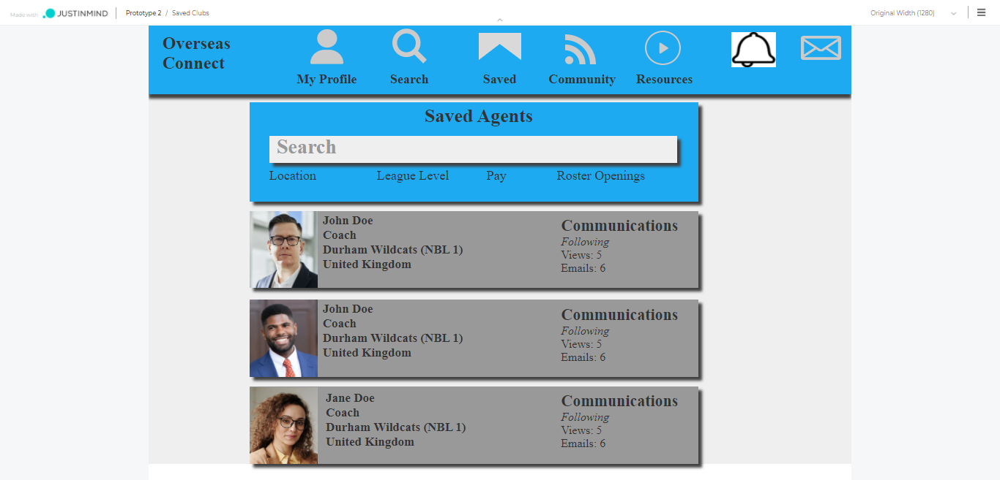 Made with JUSTINMIND Prototype 2 / Saved Clubs Original Width (1280)
Overseas
Connect
My Profile Search Saved Community Resources
Saved Agents
Search
Location League Level Pay Roster Openings
John Doe
Coach
Durham Wildcats (NBL 1)
United Kingdom
Communications
Following
Views: 5
Emails: 6
John Doe
Coach
Durham Wildcats (NBL 1)
United Kingdom
Communications
Following
Views: 5
Emails: 6
Jane Doe
Coach
Durham Wildcats (NBL 1)
United Kingdom
Communications
Following
Views: 5
Emails: 6